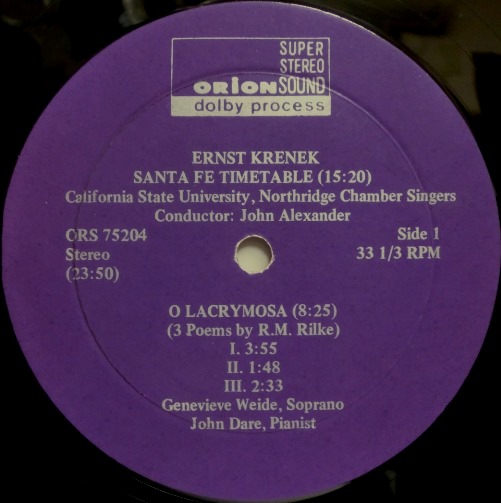 SUPER
STEREO
ORION SOUND
dolby process
ERNST KRENEK
SANTA FE TIMETABLE (15:20)
California State University, Northridge Chamber Singers
Conductor: John Alexander
ORS 75204
Side 1
Stereo
33 1/3 RPM
(23:50)
O LACRYMOSA (8:25)
(3 Poems by R.M. Rilke)
I. 3:55
II. 1:48
III. 2:33
Genevieve Weide, Soprano
John Dare, Pianist